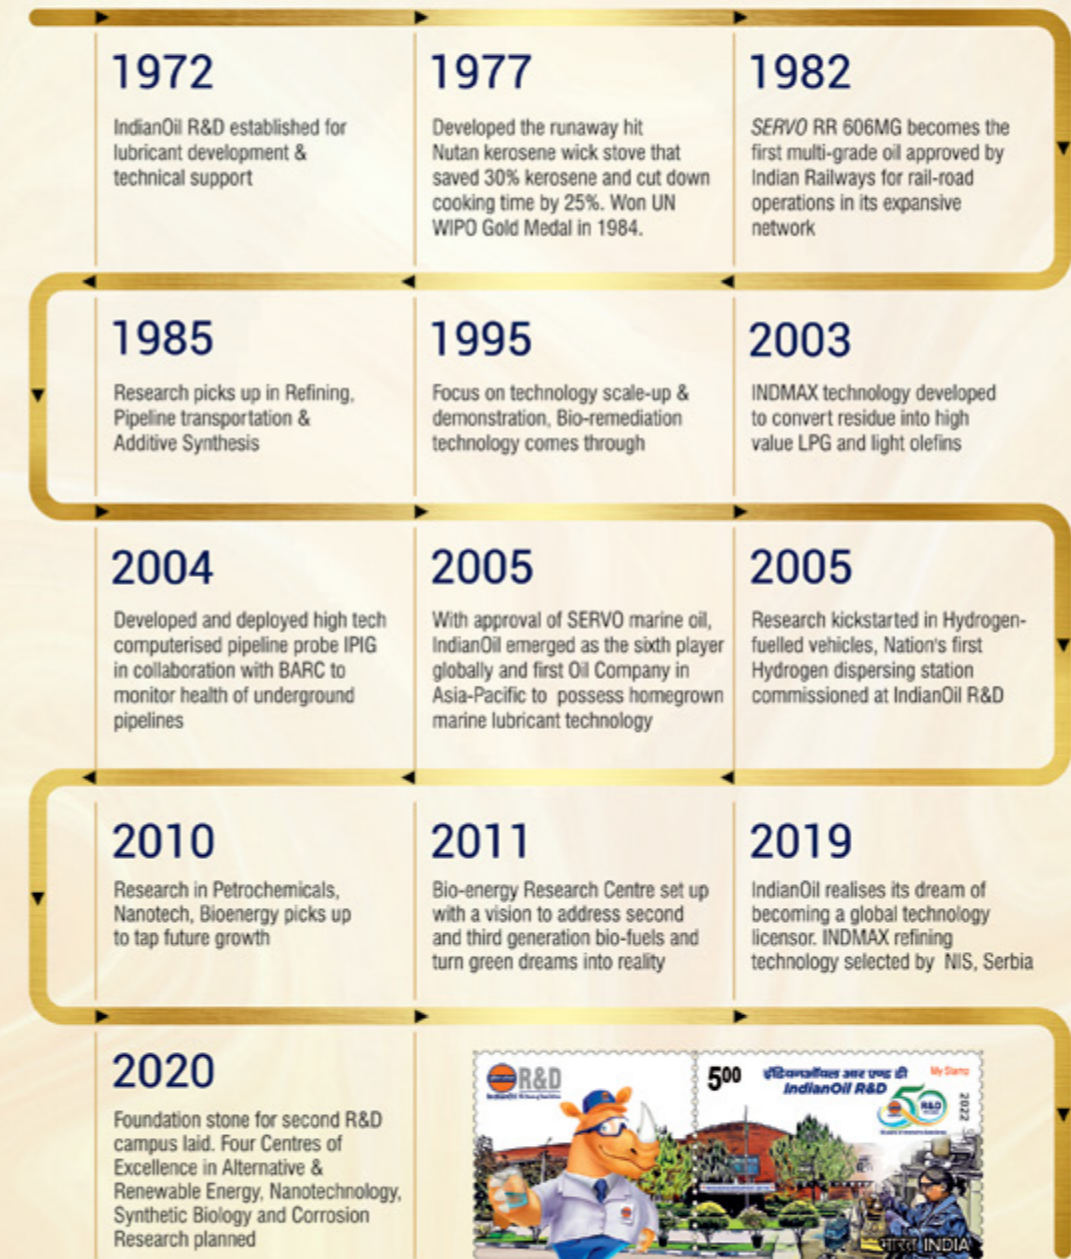 1972
IndianOil R&D established for
lubricant development &
technical support
1977
Developed the runaway hit
Nutan kerosene wick stove that
saved 30% kerosene and cut down
cooking time by 25%. Won UN
WIPO Gold Medal in 1984.
1982
SERVO RR 606MG becomes the
first multi-grade oil approved by
Indian Railways for rail-road
operations in its expansive
network
1985
Research picks up in Refining,
Pipeline transportation &
Additive Synthesis
1995
Focus on technology scale-up &
demonstration, Bio-remediation
technology comes through
2003
INDMAX technology developed
to convert residue into high
value LPG and light olefins
2004
Developed and deployed high tech
computerised pipeline probe IPIG
in collaboration with BARC to
monitor health of underground
pipelines
2005
With approval of SERVO marine oil,
IndianOil emerged as the sixth player
globally and first Oil Company in
Asia-Pacific to possess homegrown
marine lubricant technology
2005
Research kickstarted in Hydrogen-
fuelled vehicles, Nation's first
Hydrogen dispersing station
commissioned at IndianOil R&D
2010
Research in Petrochemicals,
Nanotech, Bioenergy picks up
to tap future growth
2011
Bio-energy Research Centre set up
with a vision to address second
and third generation bio-fuels and
turn green dreams into reality
2019
IndianOil realises its dream of
becoming a global technology
licensor. INDMAX refining
technology selected by NIS, Serbia
2020
Foundation stone for second R&D
campus laid. Four Centres of
Excellence in Alternative &
Renewable Energy, Nanotechnology,
Synthetic Biology and Corrosion
Research planned
R&D
500
इंडियनऑयल आर एण्ड डी
IndianOil R&D
My Stamp
2022
50
R&D
भारत INDIA